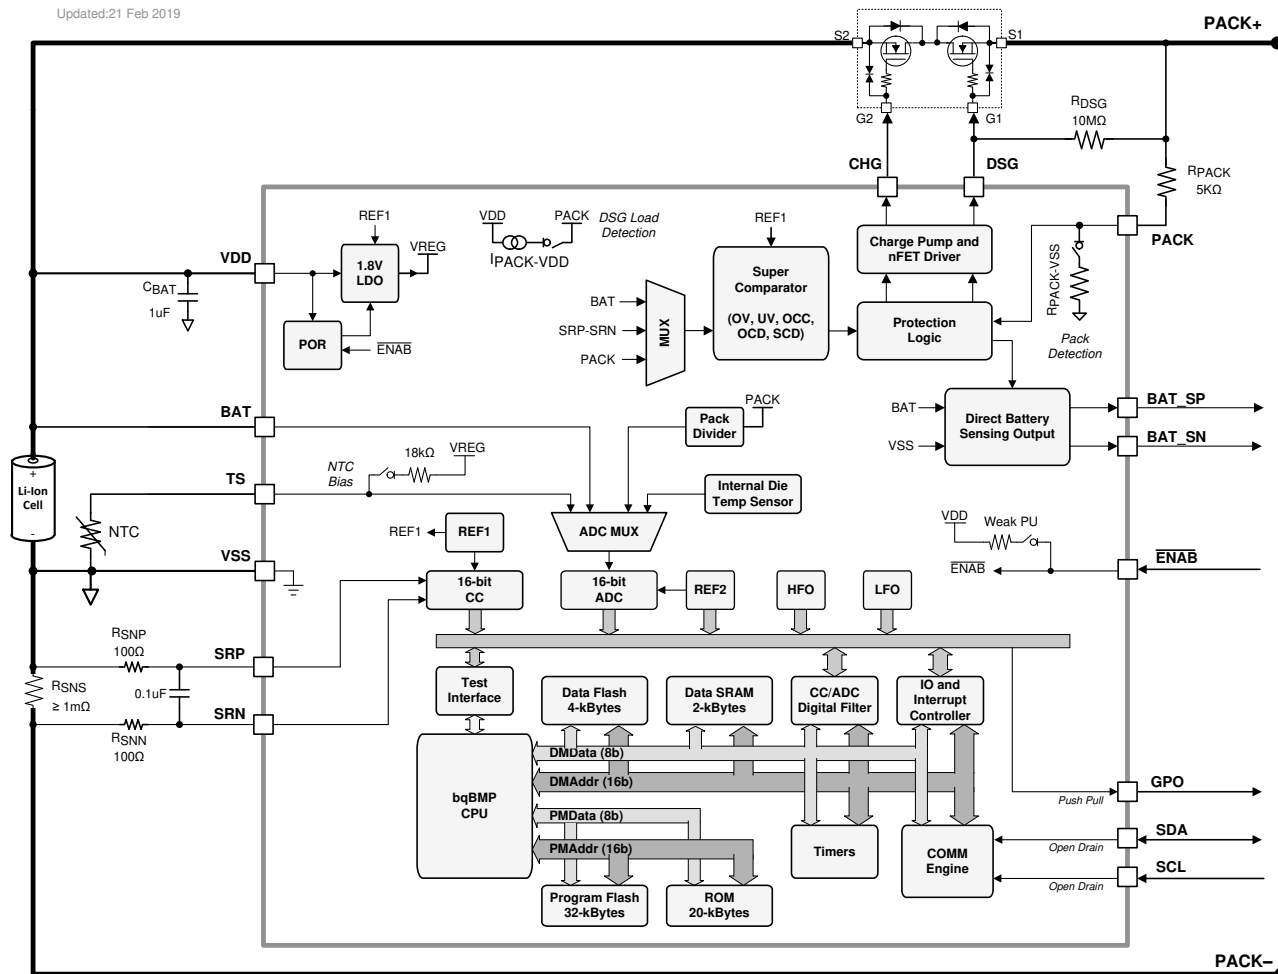 Updated:21 Feb 2019
PACK+
S2
S1
G2
G1
RDSG
10MΩ
CHG
DSG
RPACK
5KΩ
PACK
REF1
VDD
PACK
DSG Load
Detection
IPACK-VDD
VREG
1.8V
LDO
VDD
CBAT
1uF
POR
ENAB
REF1
Super
Comparator
(OV, UV, OCC,
OCD, SCD)
BAT
SRP-SRN
PACK
MUX
Charge Pump and
nFET Driver
Protection
Logic
RPACK-VSS
Pack
Detection
BAT
VSS
Direct Battery
Sensing Output
BAT_SP
BAT_SN
BAT
Pack
Divider
PACK
TS
NTC
Bias
18kΩ
VREG
Internal Die
Temp Sensor
+
Li-Ion
Cell
-
NTC
REF1
REF1
ADC MUX
VDD
Weak PU
ENAB
ENAB
VSS
16-bit
CC
16-bit
ADC
REF2
HFO
LFO
RSNP
100Ω
SRP
RSNS
≥ 1mΩ
0.1uF
SRN
RSNN
100Ω
Test
Interface
Data Flash
4-kBytes
Data SRAM
2-kBytes
CC/ADC
Digital Filter
IO and
Interrupt
Controller
bqBMP
CPU
DMData (8b)
DMAddr (16b)
PMData (8b)
PMAddr (16b)
Program Flash
32-kBytes
ROM
20-kBytes
Timers
COMM
Engine
Push Pull
GPO
Open Drain
SDA
Open Drain
SCL
PACK–